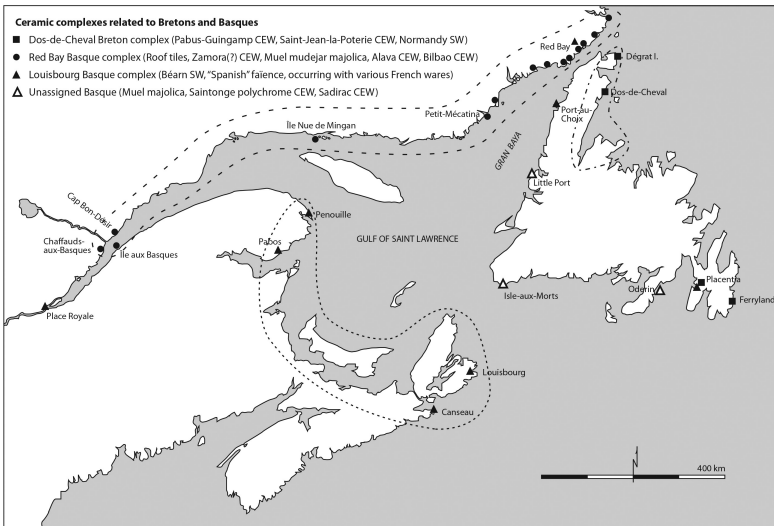 Ceramic complexes related to Bretons and Basques
Dos-de-Cheval Breton complex (Pabus-Guingamp CEW, Saint-Jean-la-Poterie CEW, Normandy SW)
Red Bay Basque complex (Roof tiles, Zamora(?) CEW, Muel mudejar majolica, Alava CEW, Bilbao CEW)
Louisbourg Basque complex (Béarn SW, "Spanish" faïence, occurring with various French wares)
Unassigned Basque (Muel majolica, Saintonge polychrome CEW, Sadirac CEW)
Red Bay
Dégrat I.
Dos-de-Cheval
Petit-Mécatina
Port-au-
Choix
Île Nue de Mingan
GRAN BAYA
Little Port
Cap Bon-Désir
Penouille
Chaffauds-
aux-Basques
Île aux Basques
Pabos
GULF OF SAINT LAWRENCE
Place Royale
Isle-aux-Morts
Oderin
Placentia
Ferryland
Louisbourg
Canseau
N
400 km